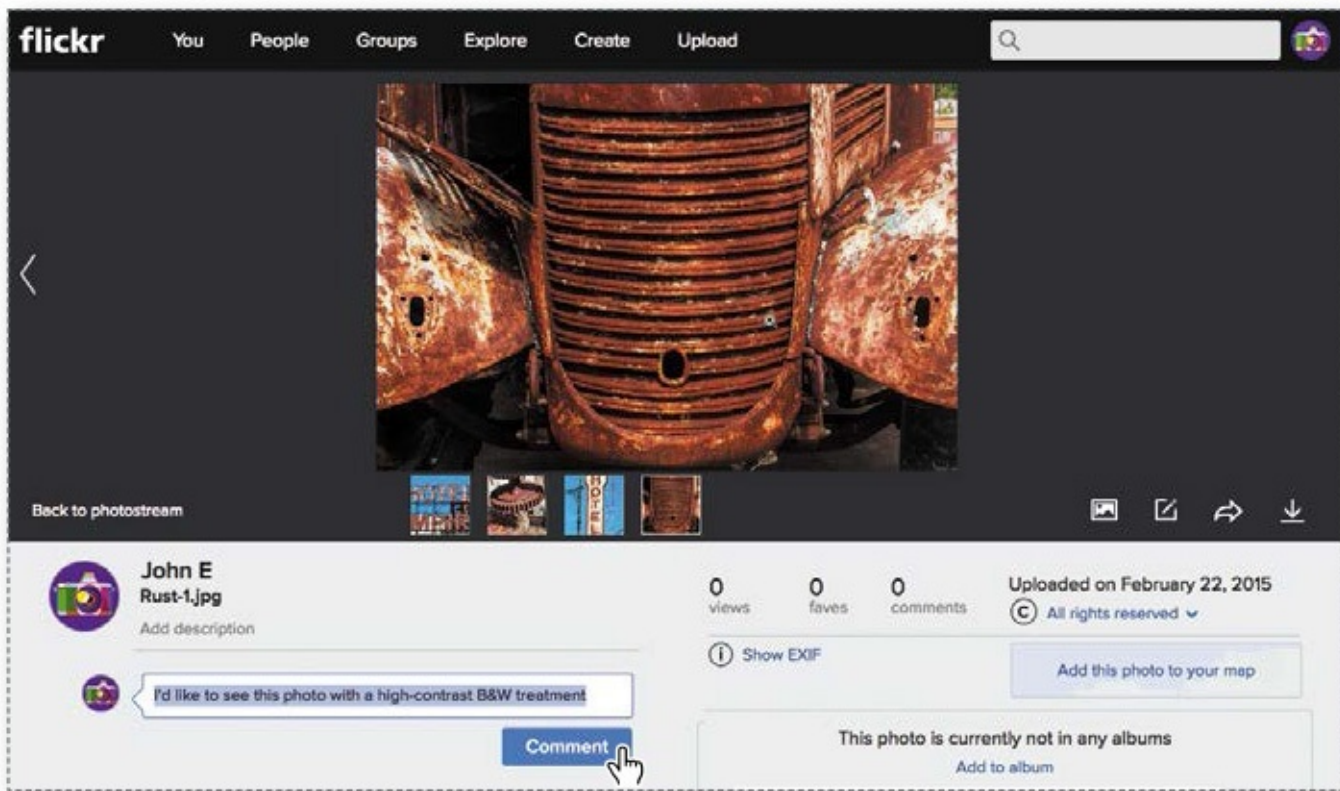 flickr You People Groups Explore Create Upload
MOTEL
Back to photostream
John E
Rust-1.jpg
Add description
I'd like to see this photo with a high-contrast B&W treatment
Comment
0 0 0
views faves comments
Uploaded on February 22, 2015
C All rights reserved
i Show EXIF
Add this photo to your map
This photo is currently not in any albums
Add to album